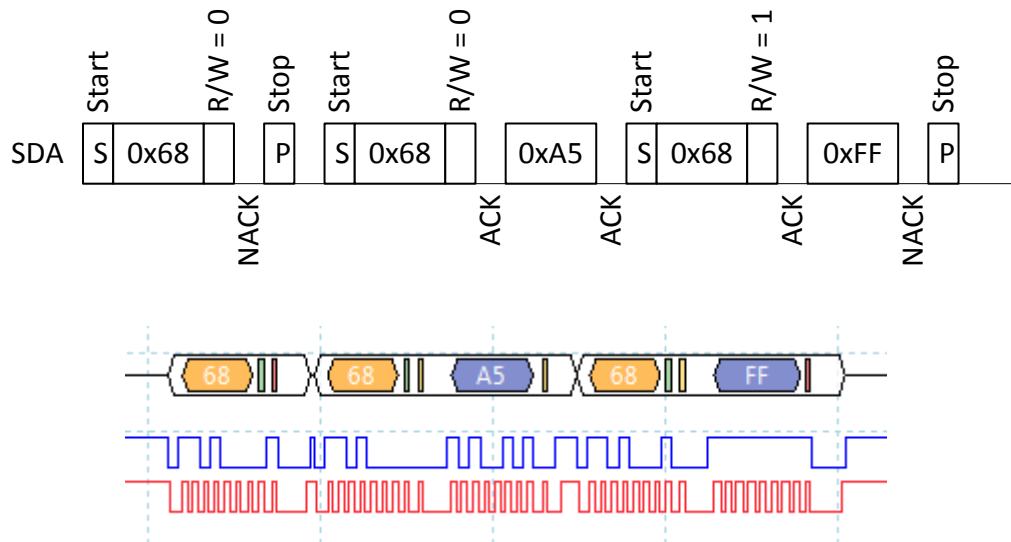 Start R/W = 0 Stop Start R/W = 0 Start R/W = 1 Stop
SDA S 0x68 P S 0x68 0xA5 S 0x68 0xFF P
NACK ACK ACK ACK NACK
68 68 A5 68 FF